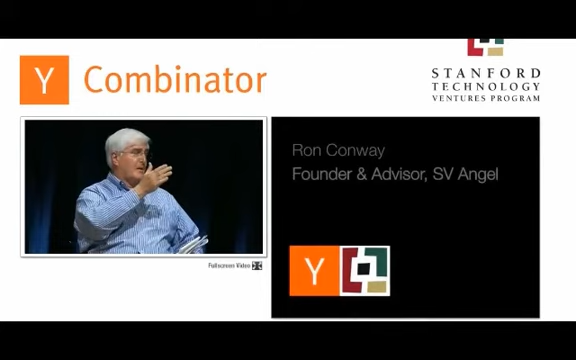 Y Combinator
STANFORD
TECHNOLOGY
VENTURES PROGRAM
Ron Conway
Founder & Advisor, SV Angel
Fullscreen Video
Y